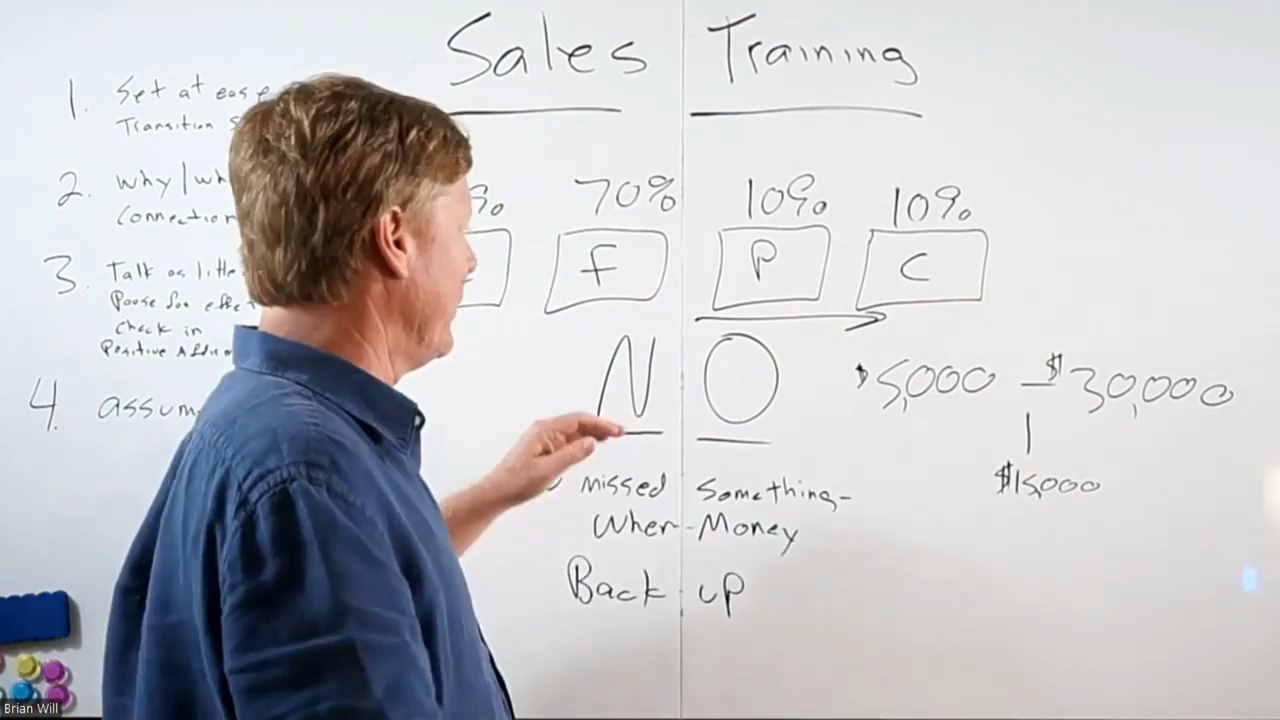 Sales Training
1. Set at ease
Transition
2. Why/wh
Connection
70% 10% 10%
F P C
3. Talk as little
Pause for effect
Check in
Positive Affirm
4. assum
NO
$5,000 - $30,000
$15,000
missed something-
When-Money
Back up
Brian Will